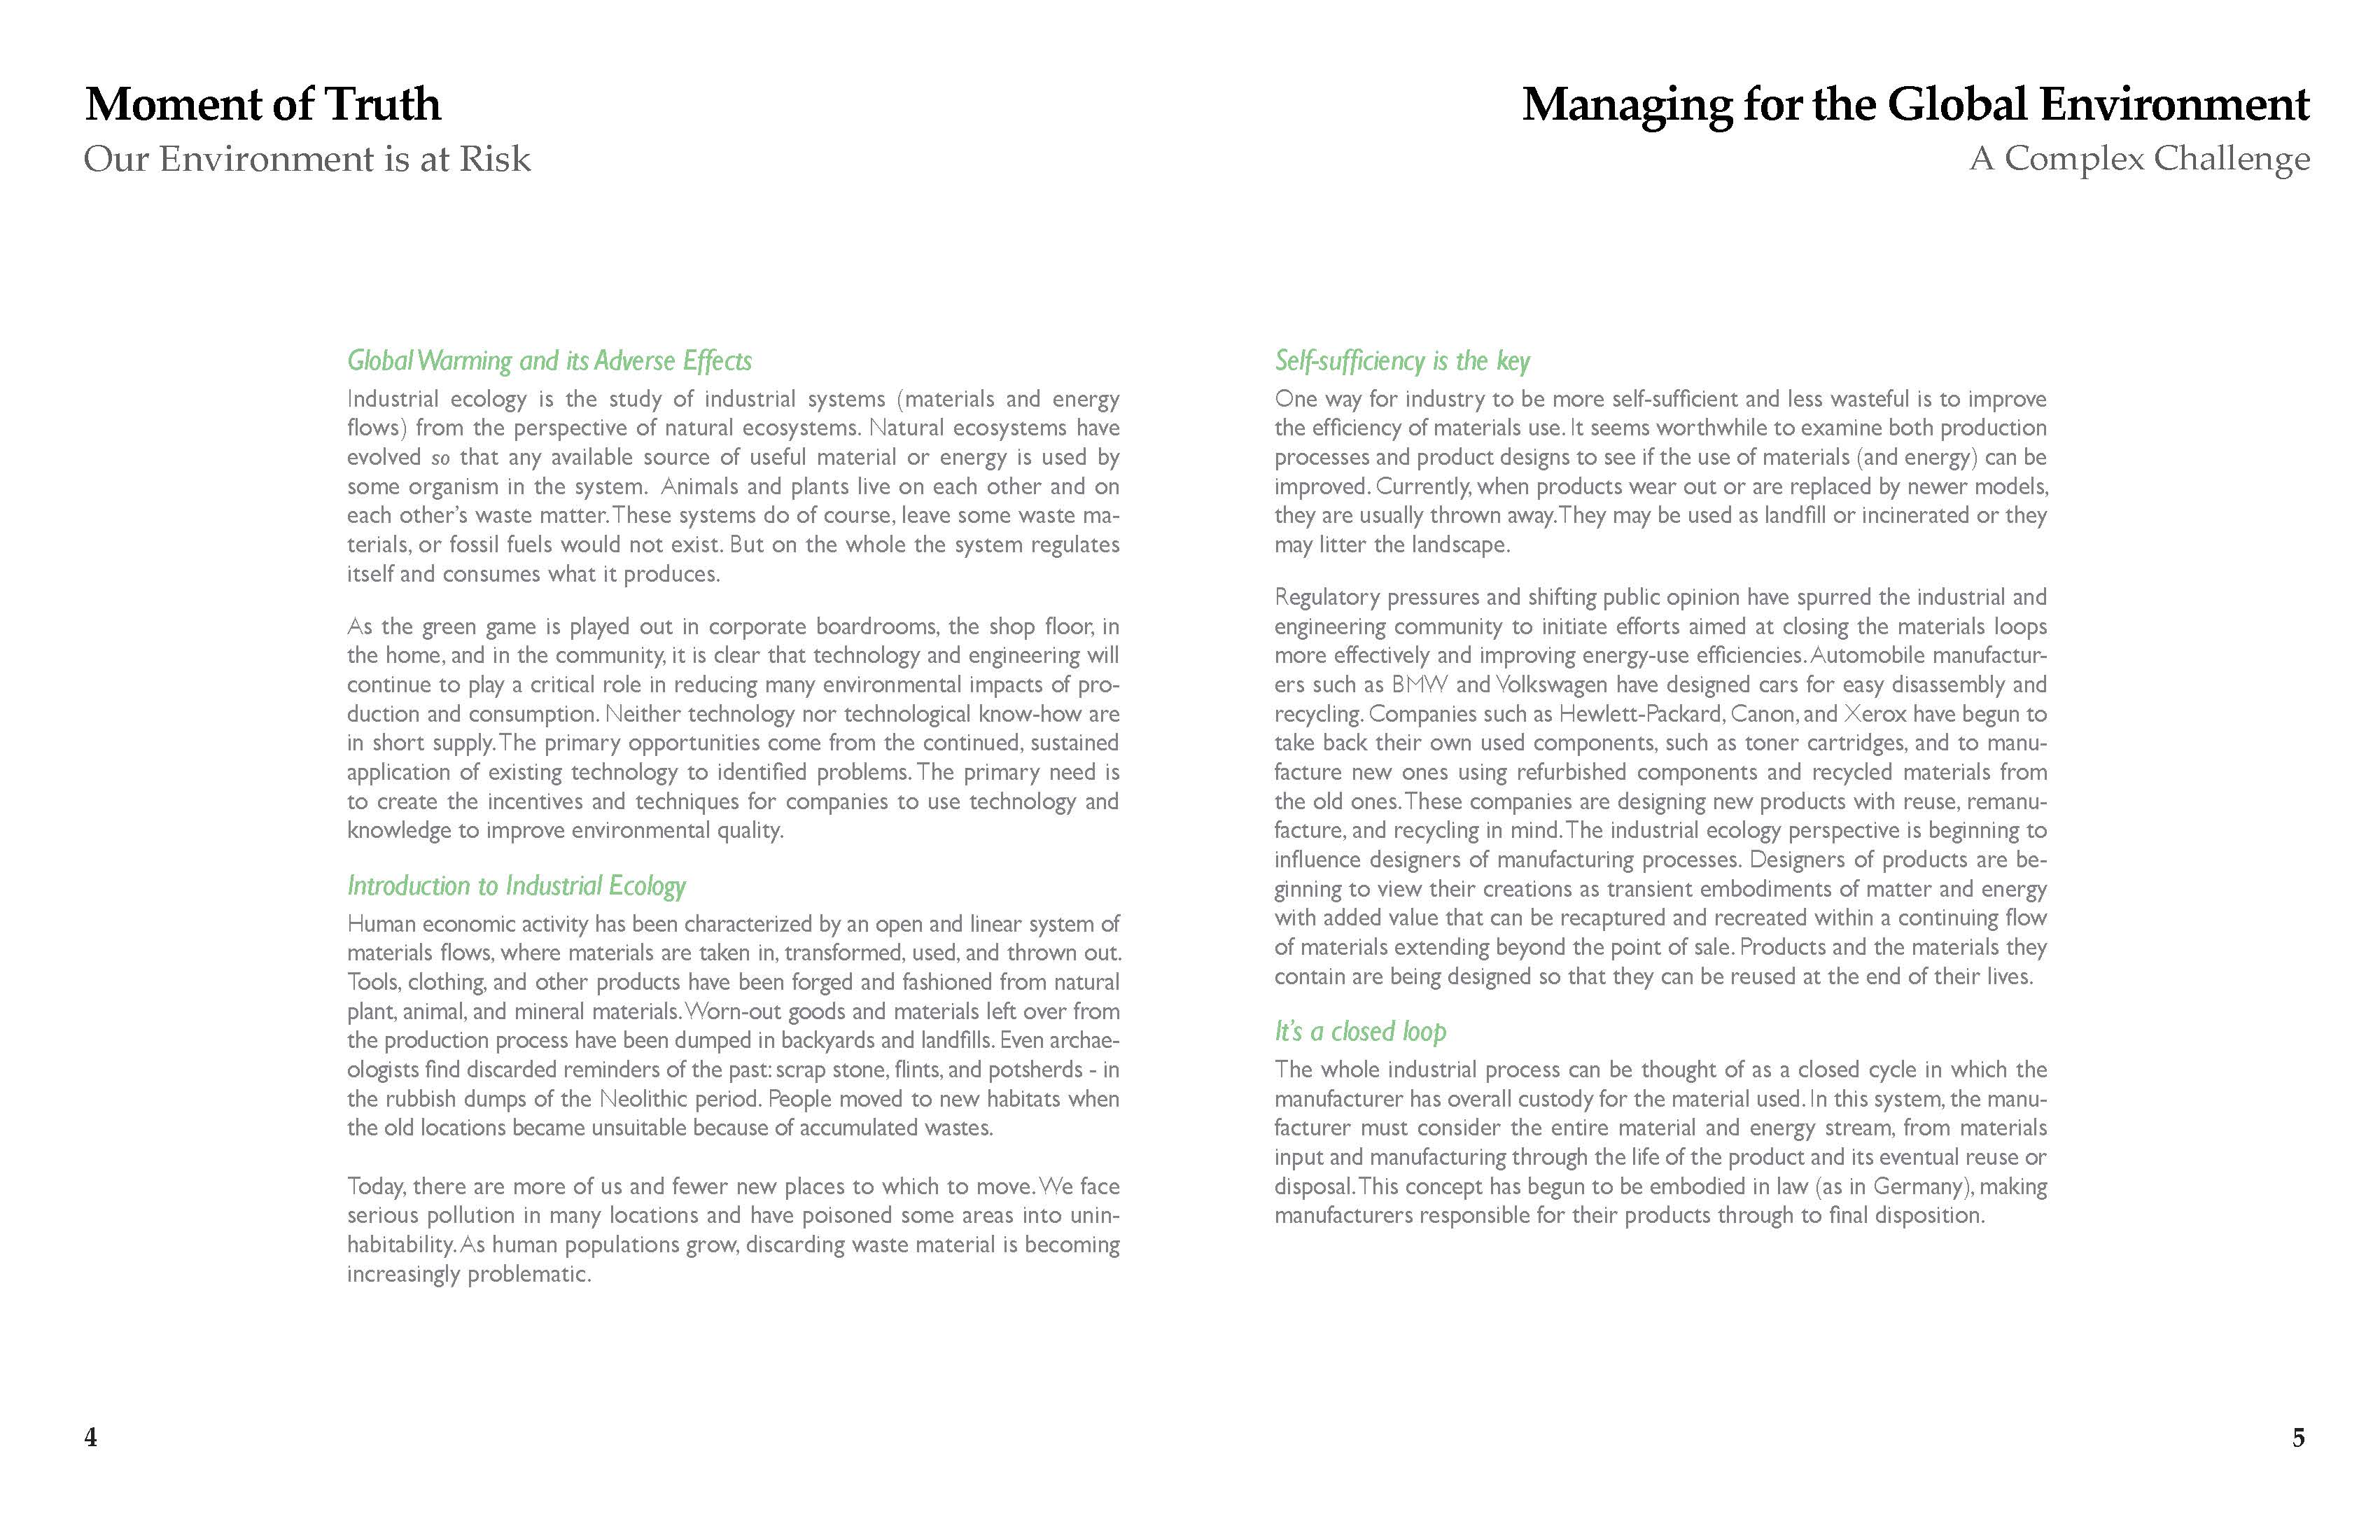 Moment of Truth
Our Environment is at Risk
Global Warming and its Adverse Effects
Industrial ecology is the study of industrial systems (materials and energy
flows) from the perspective of natural ecosystems. Natural ecosystems have
evolved so that any available source of useful material or energy is used by
some organism in the system. Animals and plants live on each other and on
each other’s waste matter. These systems do of course, leave some waste ma-
terials, or fossil fuels would not exist. But on the whole the system regulates
itself and consumes what it produces.
As the green game is played out in corporate boardrooms, the shop floor, in
the home, and in the community, it is clear that technology and engineering will
continue to play a critical role in reducing many environmental impacts of pro-
duction and consumption. Neither technology nor technological know-how are
in short supply. The primary opportunities come from the continued, sustained
application of existing technology to identified problems. The primary need is
to create the incentives and techniques for companies to use technology and
knowledge to improve environmental quality.
Introduction to Industrial Ecology
Human economic activity has been characterized by an open and linear system of
materials flows, where materials are taken in, transformed, used, and thrown out.
Tools, clothing, and other products have been forged and fashioned from natural
plant, animal, and mineral materials. Worn-out goods and materials left over from
the production process have been dumped in backyards and landfills. Even archae-
ologists find discarded reminders of the past: scrap stone, flints, and potsherds - in
the rubbish dumps of the Neolithic period. People moved to new habitats when
the old locations became unsuitable because of accumulated wastes.
Today, there are more of us and fewer new places to which to move. We face
serious pollution in many locations and have poisoned some areas into unin-
habitability. As human populations grow, discarding waste material is becoming
increasingly problematic.
4
Managing for the Global Environment
A Complex Challenge
Self-sufficiency is the key
One way for industry to be more self-sufficient and less wasteful is to improve
the efficiency of materials use. It seems worthwhile to examine both production
processes and product designs to see if the use of materials (and energy) can be
improved. Currently, when products wear out or are replaced by newer models,
they are usually thrown away. They may be used as landfill or incinerated or they
may litter the landscape.
Regulatory pressures and shifting public opinion have spurred the industrial and
engineering community to initiate efforts aimed at closing the materials loops
more effectively and improving energy-use efficiencies. Automobile manufactur-
ers such as BMW and Volkswagen have designed cars for easy disassembly and
recycling. Companies such as Hewlett-Packard, Canon, and Xerox have begun to
take back their own used components, such as toner cartridges, and to manu-
facture new ones using refurbished components and recycled materials from
the old ones. These companies are designing new products with reuse, remanu-
facture, and recycling in mind. The industrial ecology perspective is beginning to
influence designers of manufacturing processes. Designers of products are be-
ginning to view their creations as transient embodiments of matter and energy
with added value that can be recaptured and recreated within a continuing flow
of materials extending beyond the point of sale. Products and the materials they
contain are being designed so that they can be reused at the end of their lives.
It’s a closed loop
The whole industrial process can be thought of as a closed cycle in which the
manufacturer has overall custody for the material used. In this system, the manu-
facturer must consider the entire material and energy stream, from materials
input and manufacturing through the life of the product and its eventual reuse or
disposal. This concept has begun to be embodied in law (as in Germany), making
manufacturers responsible for their products through to final disposition.
5